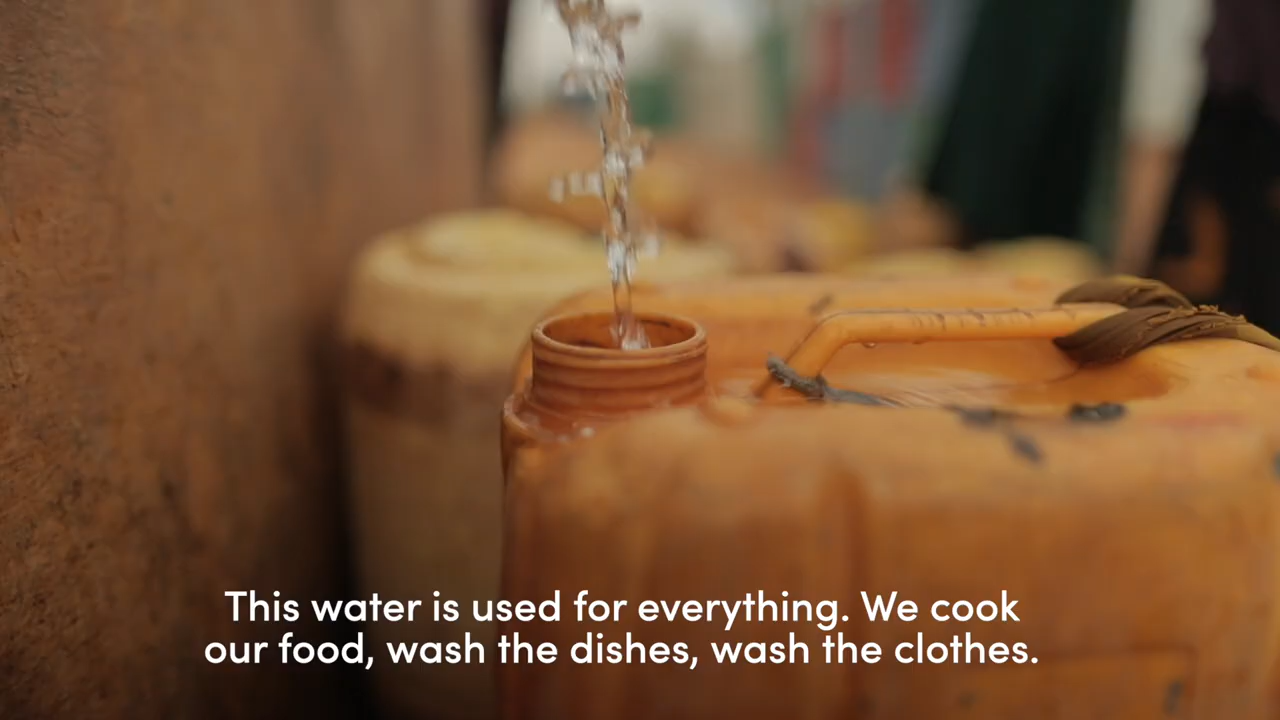 This water is used for everything. We cook
our food, wash the dishes, wash the clothes.